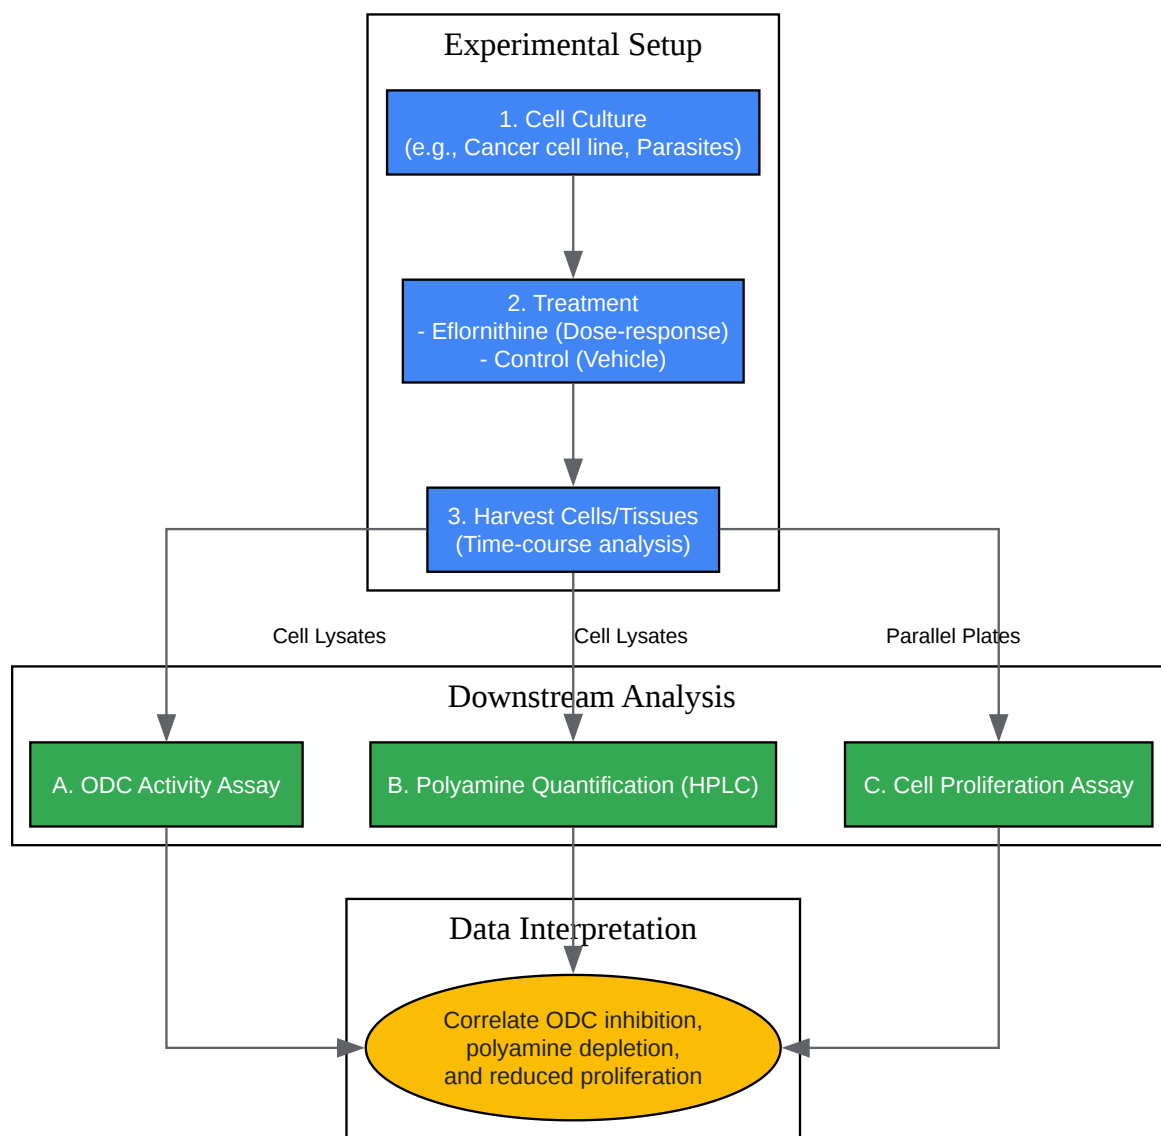 Experimental Setup
1. Cell Culture
(e.g., Cancer cell line, Parasites)
2. Treatment
- Eflornithine (Dose-response)
- Control (Vehicle)
3. Harvest Cells/Tissues
(Time-course analysis)
Cell Lysates
Cell Lysates
Parallel Plates
Downstream Analysis
A. ODC Activity Assay
B. Polyamine Quantification (HPLC)
C. Cell Proliferation Assay
Data Interpretation
Correlate ODC inhibition,
polyamine depletion,
and reduced proliferation